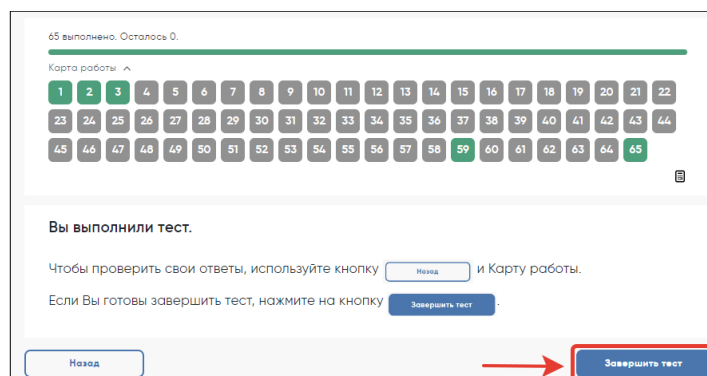 65 выполнено. Осталось 0.
Карта работы
1 2 3 4 5 6 7 8 9 10 11 12 13 14 15 16 17 18 19 20 21 22
23 24 25 26 27 28 29 30 31 32 33 34 35 36 37 38 39 40 41 42 43 44
45 46 47 48 49 50 51 52 53 54 55 56 57 58 59 60 61 62 63 64 65
Вы выполнили тест.
Чтобы проверить свои ответы, используйте кнопку Назад и Карту работы.
Если Вы готовы завершить тест, нажмите на кнопку Завершить тест .
Назад Завершить тест